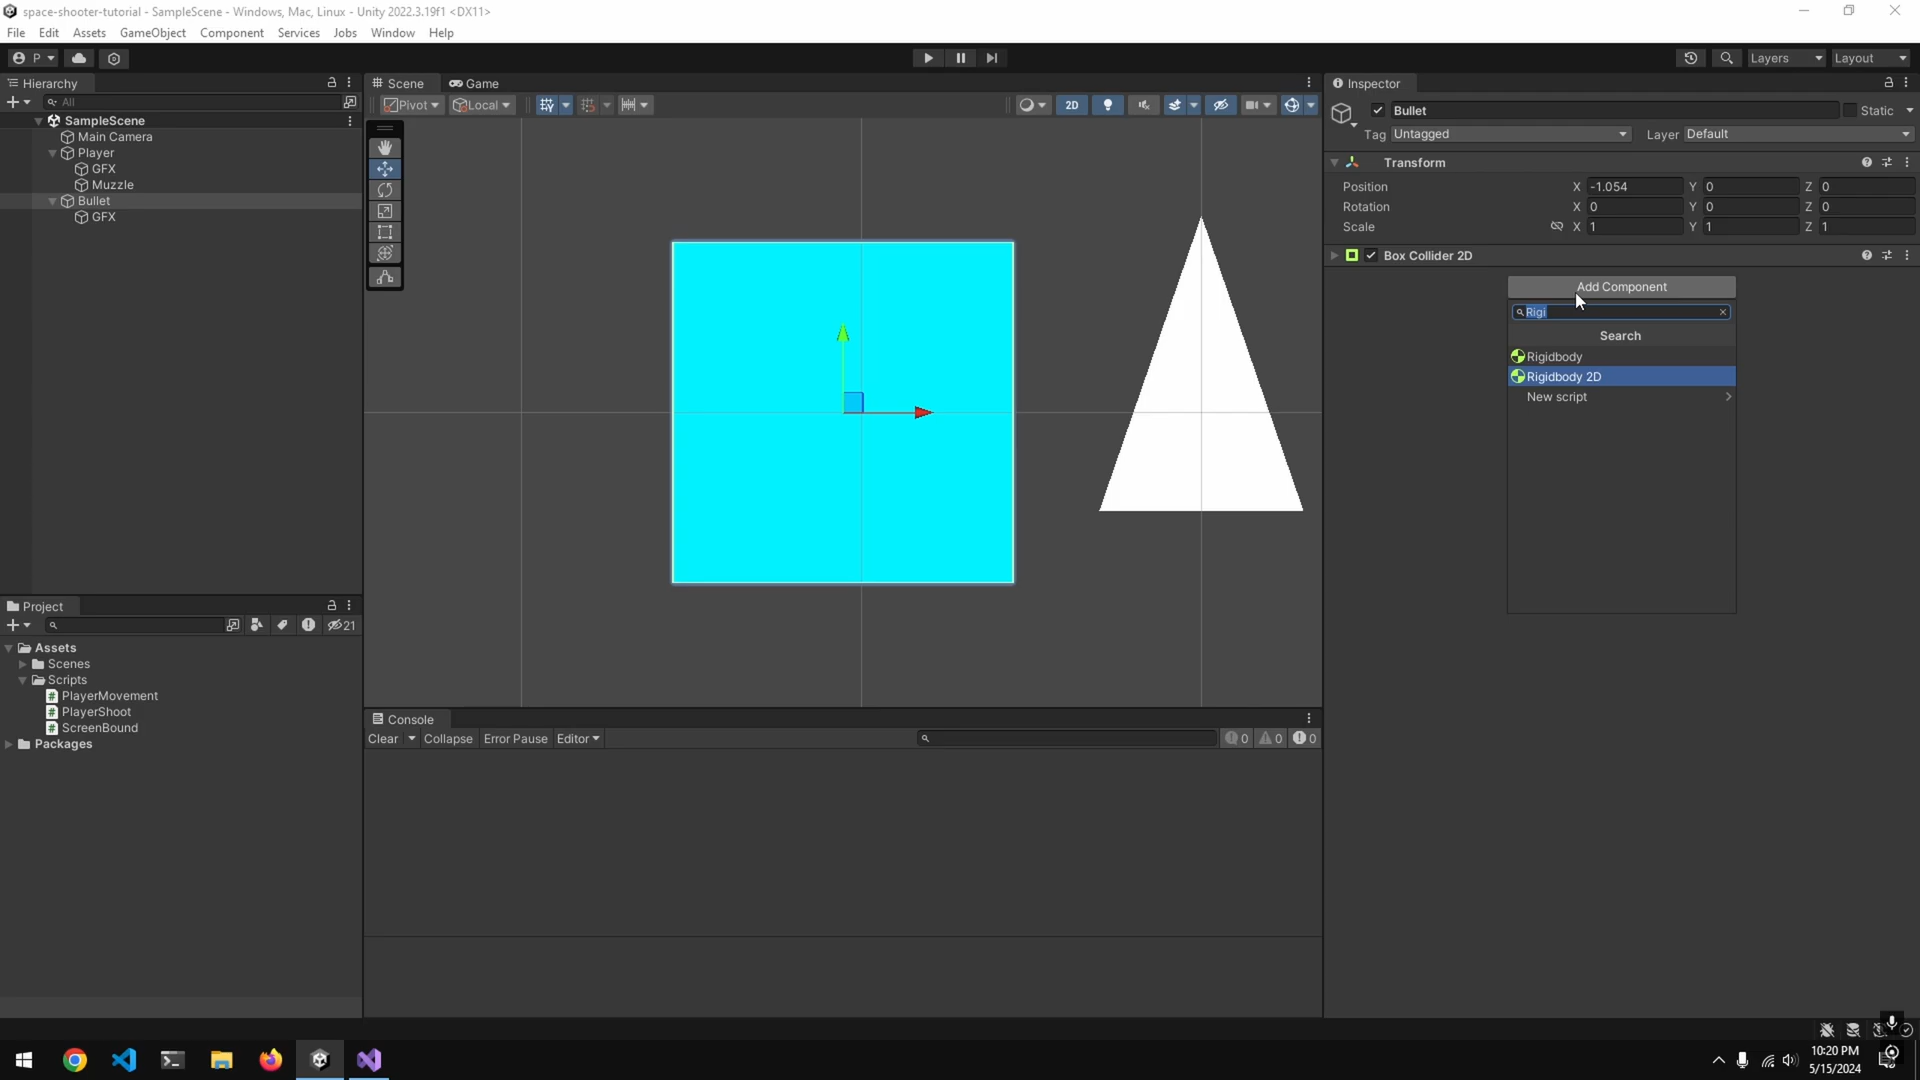 space-shooter-tutorial - SampleScene - Windows, Mac, Linux - Unity 2022.3.19f1 <DX11>
File Edit Assets GameObject Component Services Jobs Window Help
P Layers Layout
Hierarchy
All
SampleScene
Main Camera
Player
GFX
Muzzle
Bullet
GFX
Scene Game
Pivot Local 2D
Inspector
Bullet Static
Tag Untagged Layer Default
Transform
Position X -1.054 Y 0 Z 0
Rotation X 0 Y 0 Z 0
Scale X 1 Y 1 Z 1
Box Collider 2D
Add Component
Rigi
Search
Rigidbody
Rigidbody 2D
New script
Project
21
Assets
Scenes
Scripts
PlayerMovement
PlayerShoot
ScreenBound
Packages
Console
Clear Collapse Error Pause Editor 0 0 0
10:20 PM
5/15/2024